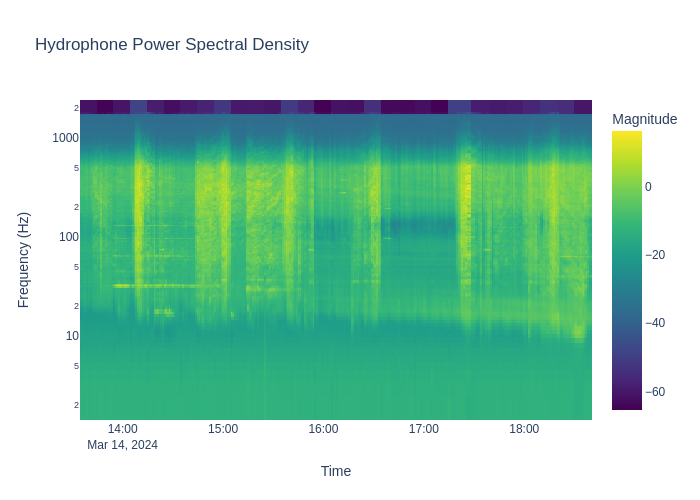 Hydrophone Power Spectral Density
Magnitude
0
−20
−40
−60
2
1000
5
2
100
5
2
10
5
2
Frequency (Hz)
14:00 15:00 16:00 17:00 18:00
Mar 14, 2024
Time